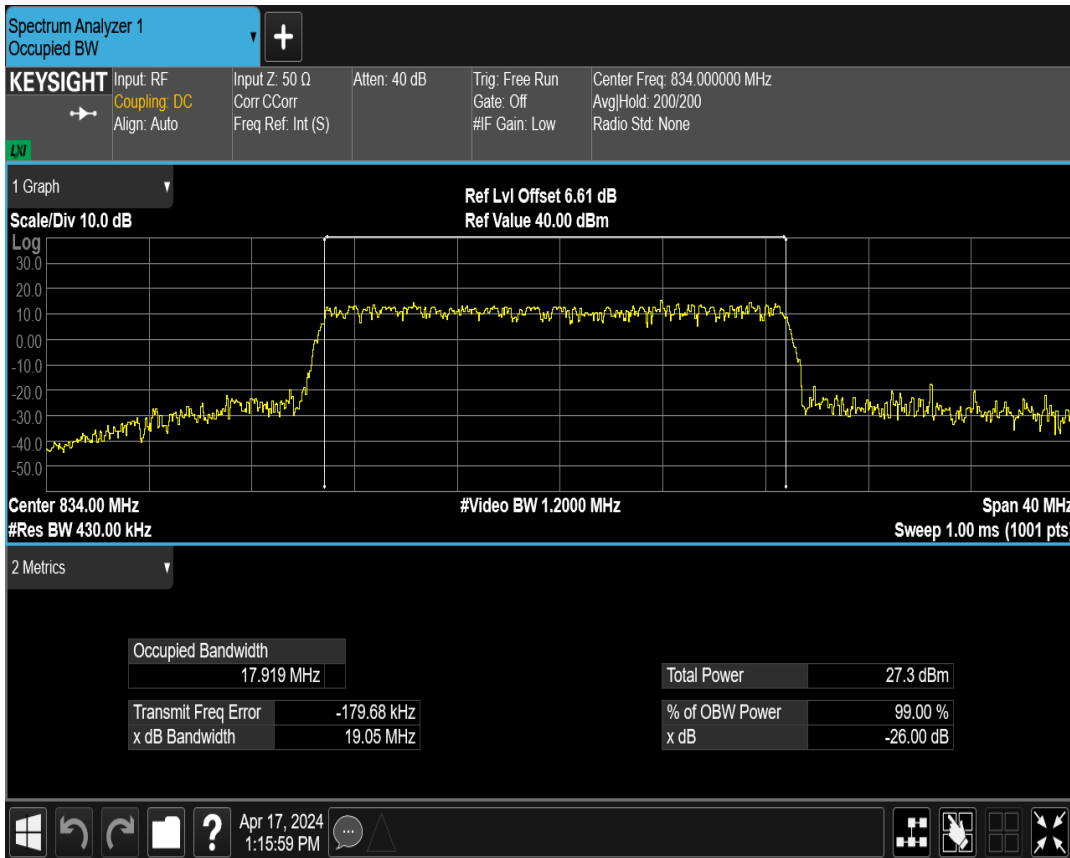 Spectrum Analyzer 1
Occupied BW
+
KEYSIGHT
Input: RF
Coupling: DC
Align: Auto
Input Z: 50 Ω
Corr CCorr
Freq Ref: Int (S)
Atten: 40 dB
Trig: Free Run
Gate: Off
#IF Gain: Low
Center Freq: 834.000000 MHz
Avg|Hold: 200/200
Radio Std: None
LXI
1 Graph
Scale/Div 10.0 dB
Ref Lvl Offset 6.61 dB
Ref Value 40.00 dBm
Log
30.0
20.0
10.0
0.00
-10.0
-20.0
-30.0
-40.0
-50.0
Center 834.00 MHz
#Video BW 1.2000 MHz
Span 40 MHz
#Res BW 430.00 kHz
Sweep 1.00 ms (1001 pts)
2 Metrics
Occupied Bandwidth
17.919 MHz
Total Power 27.3 dBm
Transmit Freq Error -179.68 kHz
% of OBW Power 99.00 %
x dB Bandwidth 19.05 MHz
x dB -26.00 dB
?
Apr 17, 2024
1:15:59 PM